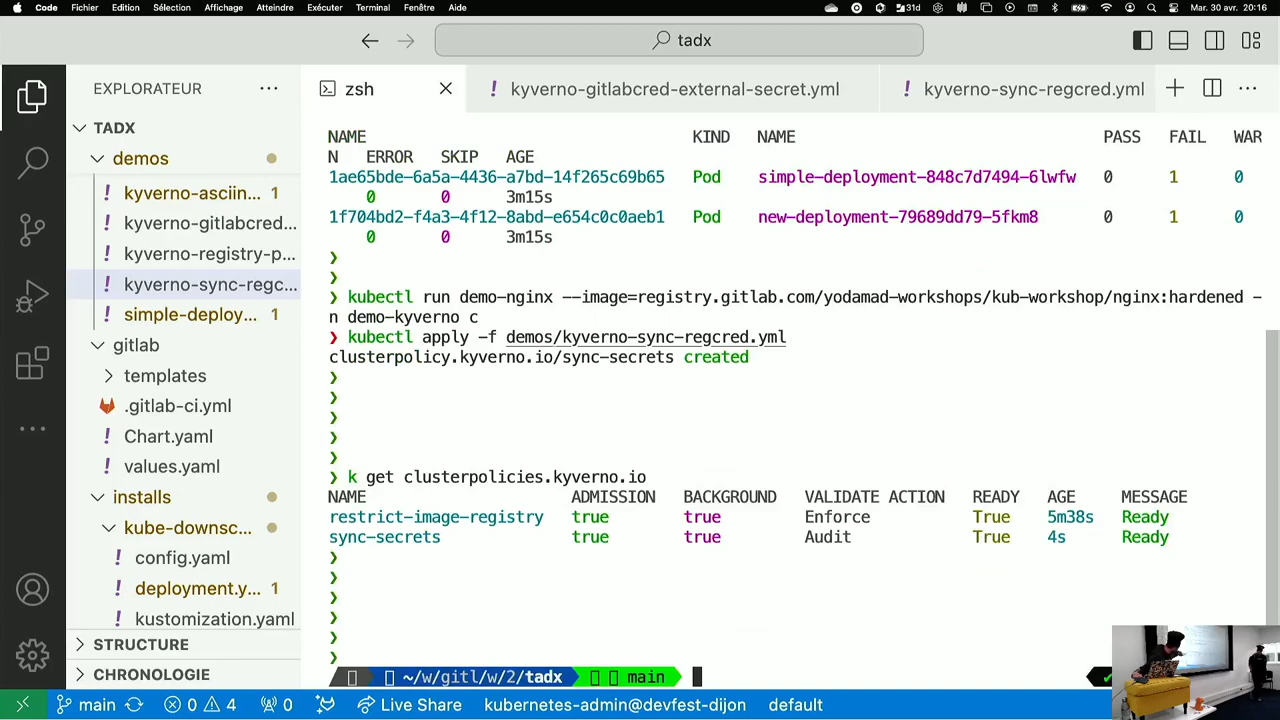 Code Fichier Edition Sélection Affichage Atteindre Exécuter Terminal Fenêtre Aide 31d Mar. 30 avr. 20:16
tadx
EXPLORATEUR
zsh
kyverno-gitlabcred-external-secret.yml
kyverno-sync-regcred.yml
TADX
demos
kyverno-asciin... 1
kyverno-gitlabcred...
kyverno-registry-p...
kyverno-sync-regc...
simple-deploy... 1
gitlab
templates
.gitlab-ci.yml
Chart.yaml
values.yaml
installs
kube-downsc...
config.yaml
deployment.y... 1
kustomization.yaml
STRUCTURE
CHRONOLOGIE
NAME KIND NAME PASS FAIL WAR
N ERROR SKIP AGE
1ae65bde-6a5a-4436-a7bd-14f265c69b65 Pod simple-deployment-848c7d7494-6lwfw 0 1 0
0 0 3m15s
1f704bd2-f4a3-4f12-8abd-e654c0c0aeb1 Pod new-deployment-79689dd79-5fkm8 0 1 0
0 0 3m15s
❯
❯
❯ kubectl run demo-nginx --image=registry.gitlab.com/yodamad-workshops/kub-workshop/nginx:hardened -
n demo-kyverno c
❯ kubectl apply -f demos/kyverno-sync-regcred.yml
clusterpolicy.kyverno.io/sync-secrets created
❯
❯
❯
❯
❯
❯ k get clusterpolicies.kyverno.io
NAME ADMISSION BACKGROUND VALIDATE ACTION READY AGE MESSAGE
restrict-image-registry true true Enforce True 5m38s Ready
sync-secrets true true Audit True 4s Ready
❯
❯
❯
❯
❯
~/w/gitl/w/2/tadx main
main 0 4 0 Live Share kubernetes-admin@devfest-dijon default